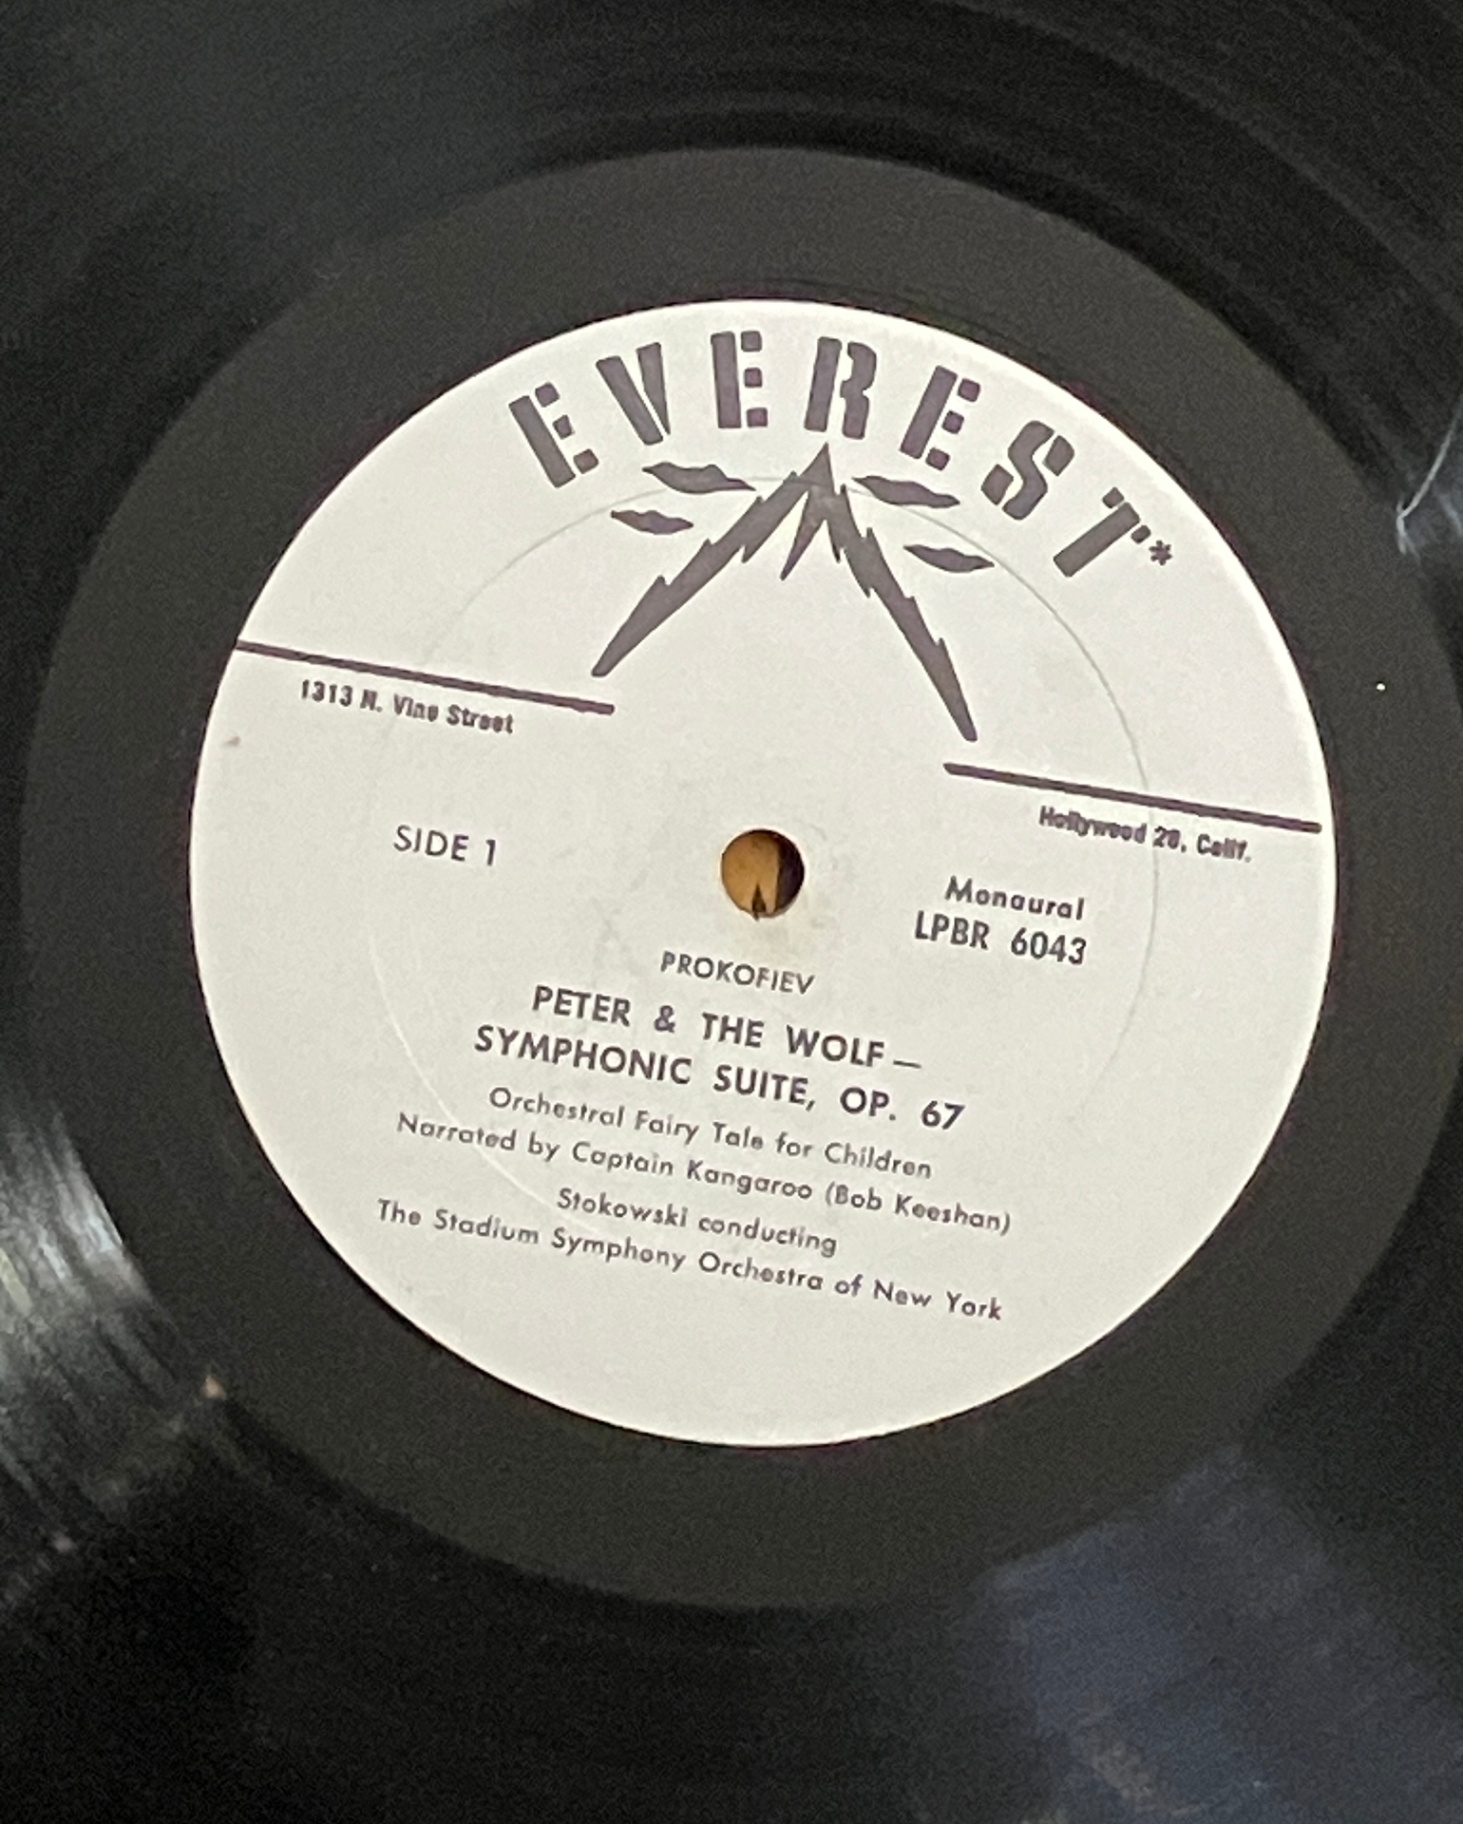 EVEREST*
1313 N. Vine Street
Hollywood 28, Calif.
SIDE 1
Monaural
LPBR 6043
PROKOFIEV
PETER & THE WOLF—
SYMPHONIC SUITE, OP. 67
Orchestral Fairy Tale for Children
Narrated by Captain Kangaroo (Bob Keeshan)
Stokowski conducting
The Stadium Symphony Orchestra of New York